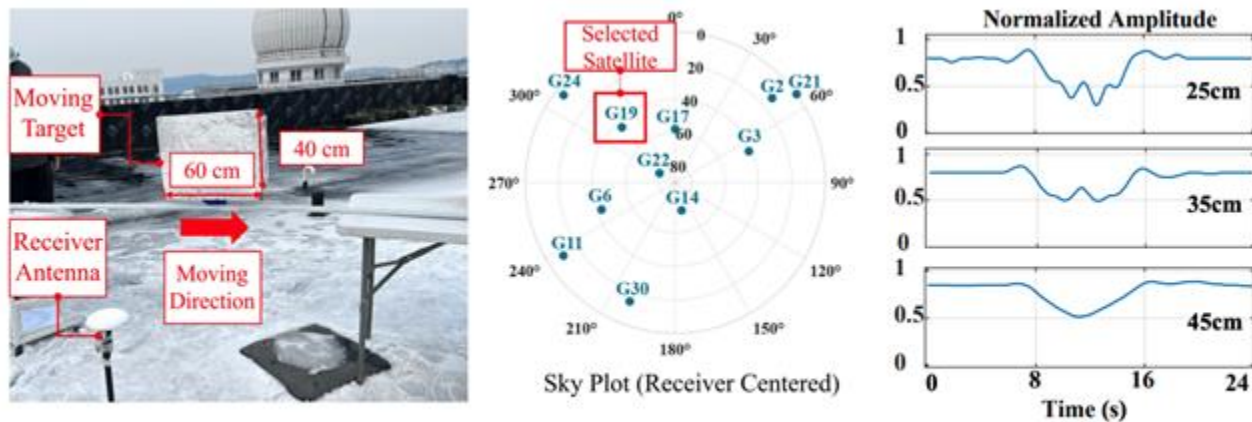 Moving
Target
60 cm
40 cm
Receiver
Antenna
Moving
Direction
Selected
Satellite
0°
30°
60°
90°
120°
150°
180°
210°
240°
270°
300°
0
20
40
60
80
G24
G19
G17
G2
G21
G3
G22
G14
G6
G11
G30
Sky Plot (Receiver Centered)
Normalized Amplitude
1
0.5
0
25cm
1
0.5
0
35cm
1
0.5
0
45cm
0 8 16 24
Time (s)